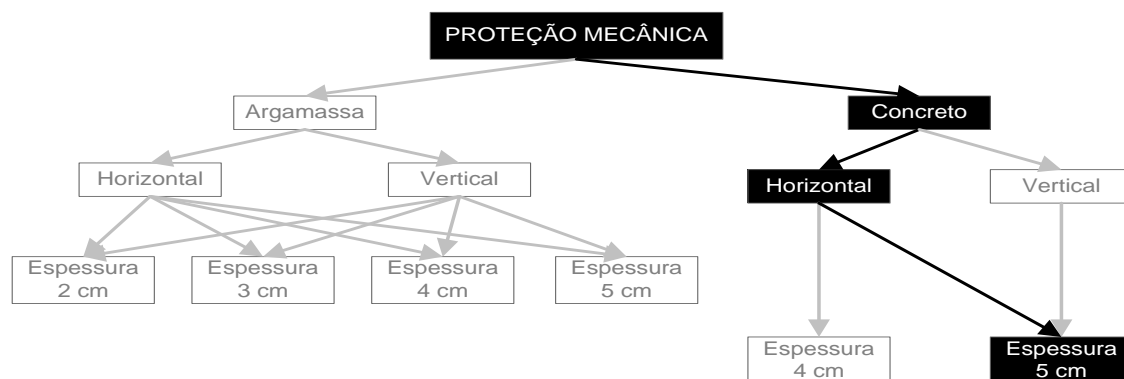 PROTEÇÃO MECÂNICA
Argamassa
Concreto
Horizontal
Vertical
Horizontal
Vertical
Espessura
2 cm
Espessura
3 cm
Espessura
4 cm
Espessura
5 cm
Espessura
4 cm
Espessura
5 cm